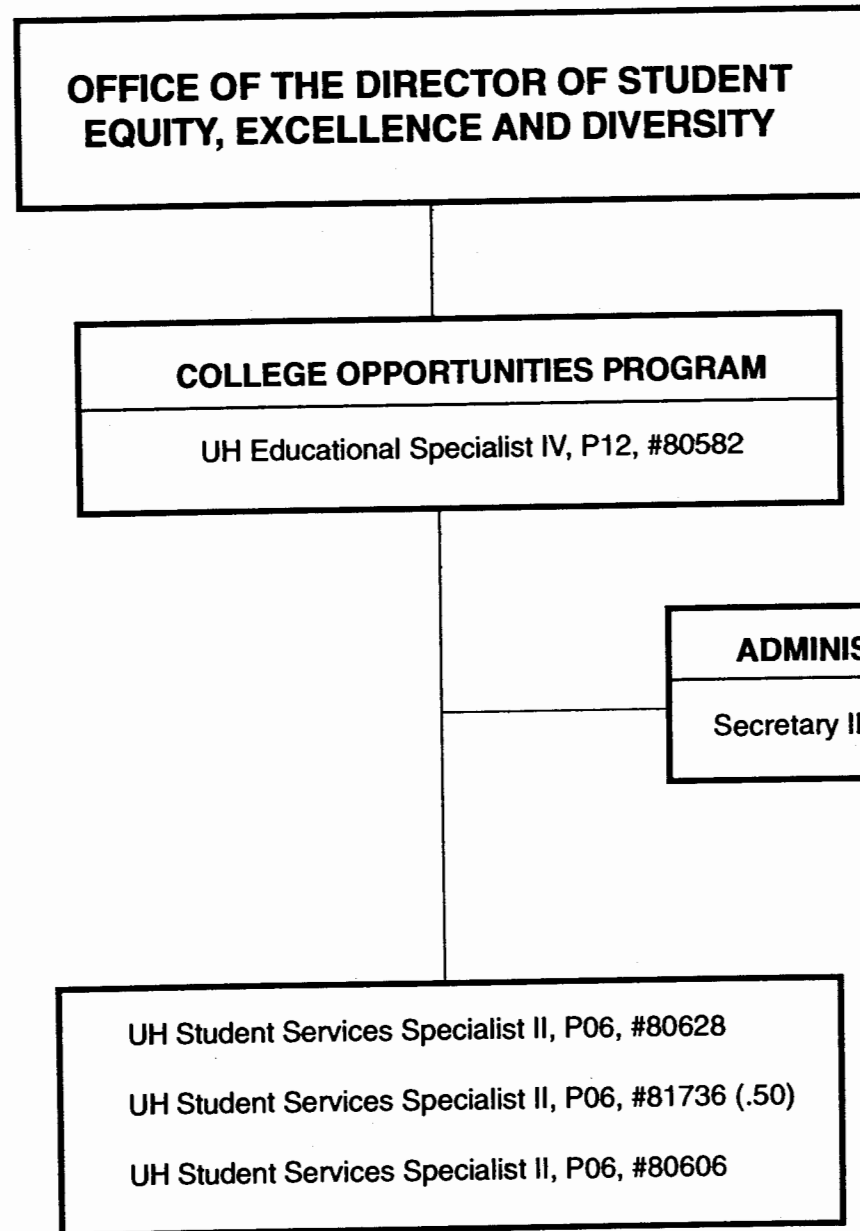 OFFICE OF THE DIRECTOR OF STUDENT
EQUITY, EXCELLENCE AND DIVERSITY
COLLEGE OPPORTUNITIES PROGRAM
UH Educational Specialist IV, P12, #80582
Secretary
UH Student Services Specialist II, P06, #80628
UH Student Services Specialist II, P06, #81736 (.50)
UH Student Services Specialist II, P06, #80606